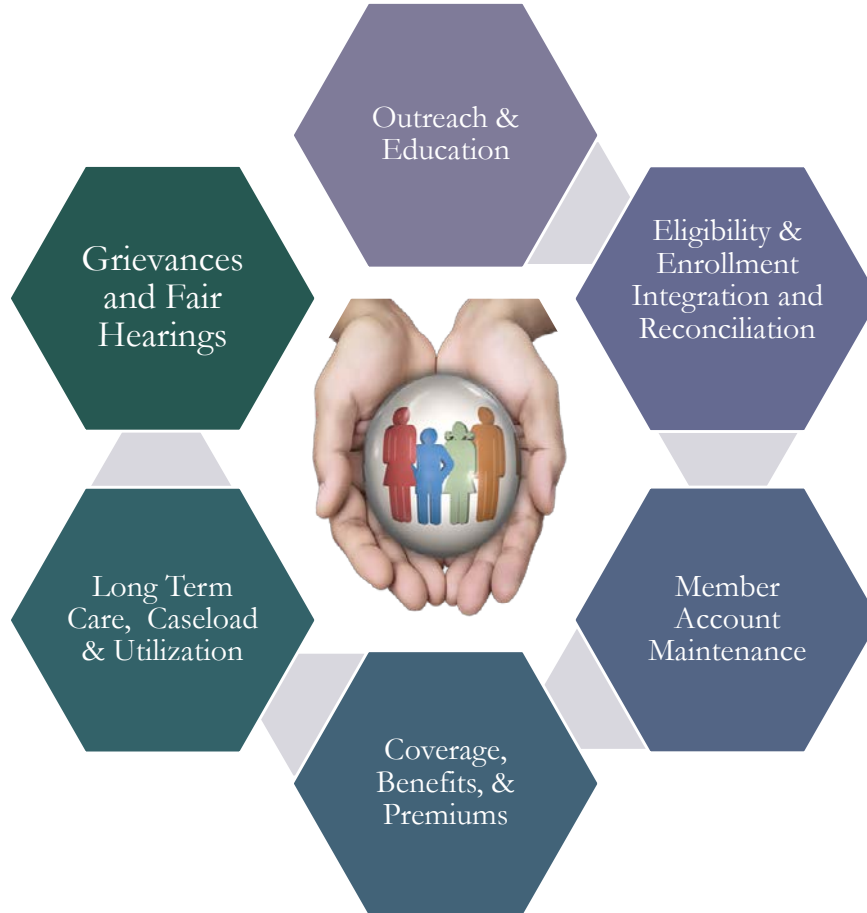 Outreach &
Education
Eligibility &
Enrollment
Integration and
Reconciliation
Member
Account
Maintenance
Coverage,
Benefits, &
Premiums
Long Term
Care,  Caseload
& Utilization
Grievances
and Fair
Hearings